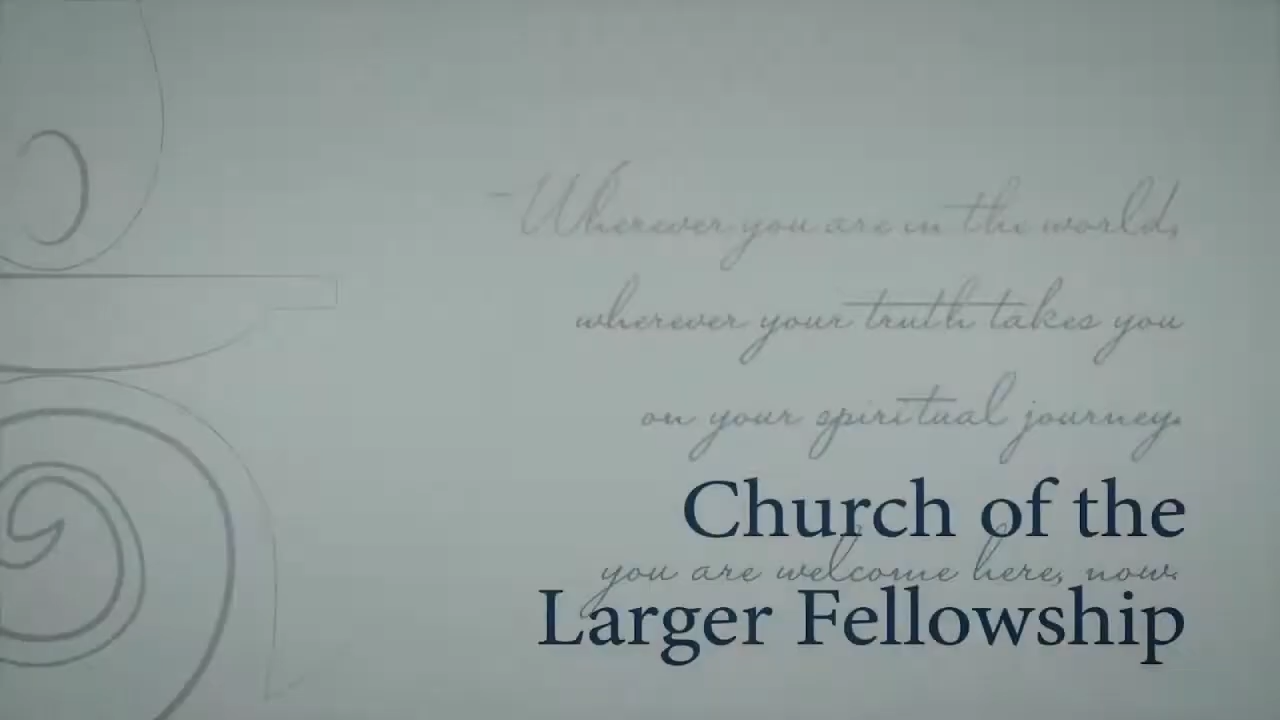 Wherever you are in the world,
wherever your truth takes you
on your spiritual journey,
Church of the
you are welcome here, now.
Larger Fellowship